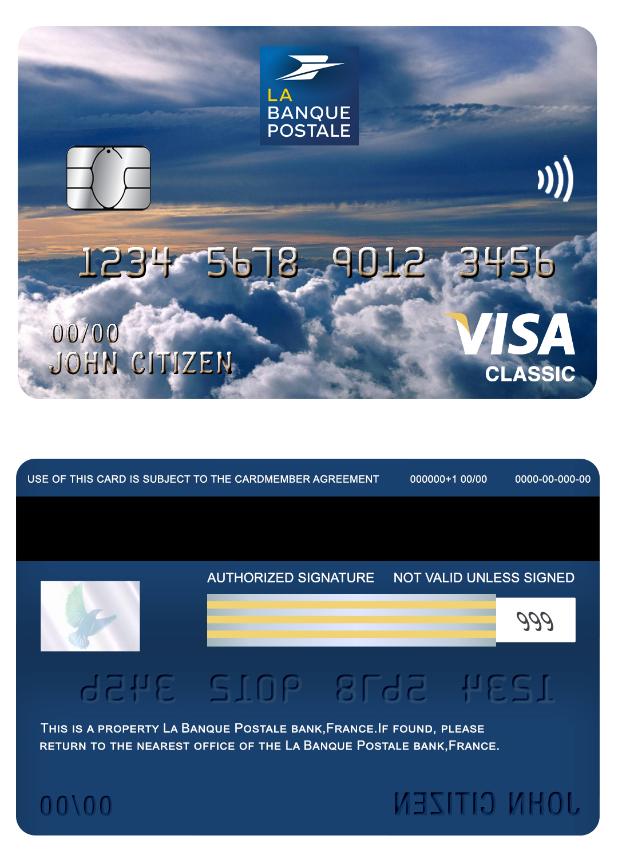 LA
BANQUE
POSTALE
1234 5678 9012 3456
00/00
JOHN CITIZEN
VISA
CLASSIC
USE OF THIS CARD IS SUBJECT TO THE CARDMEMBER AGREEMENT 000000+1 00/00 0000-00-000-00
AUTHORIZED SIGNATURE NOT VALID UNLESS SIGNED
999
1234 5678 9012 3456
THIS IS A PROPERTY LA BANQUE POSTALE BANK,FRANCE.IF FOUND, PLEASE
RETURN TO THE NEAREST OFFICE OF THE LA BANQUE POSTALE BANK,FRANCE.
00/00 JOHN CITIZEN